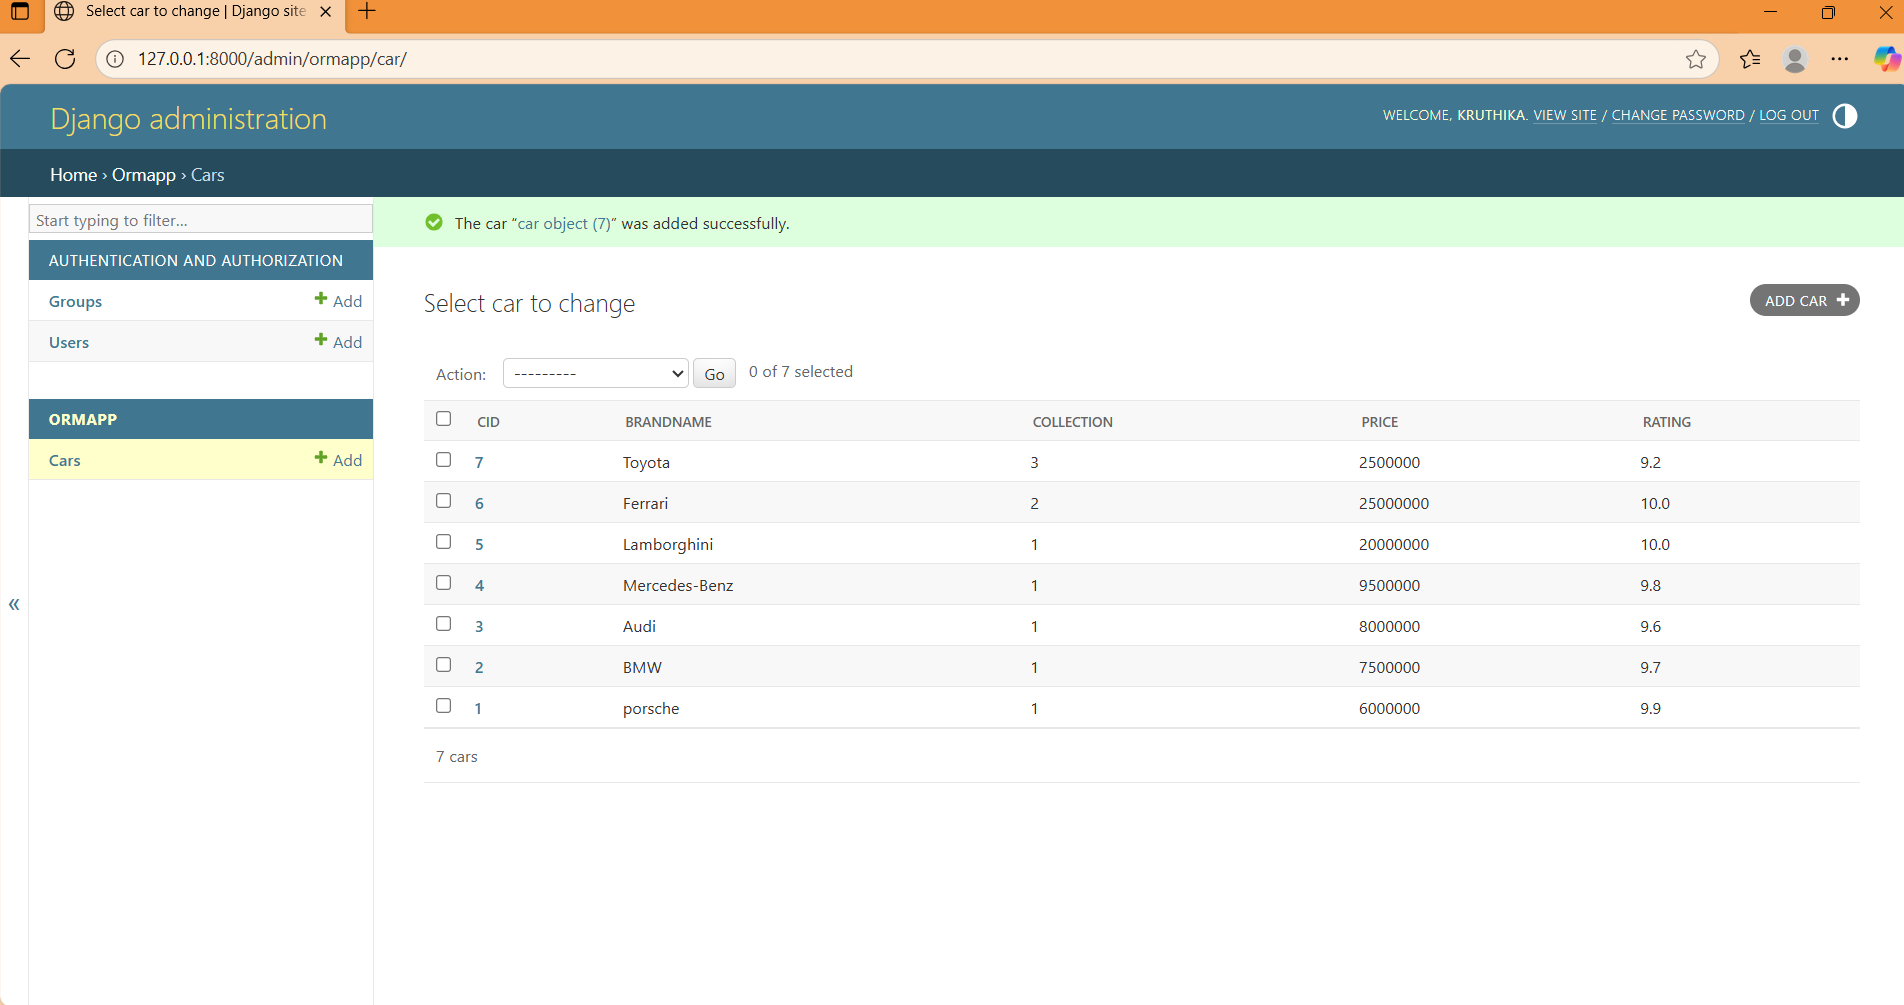 Select car to change | Django site
127.0.0.1:8000/admin/ormapp/car/
Django administration
WELCOME, KRUTHIKA. VIEW SITE / CHANGE PASSWORD / LOG OUT
Home › Ormapp › Cars
Start typing to filter...
AUTHENTICATION AND AUTHORIZATION
Groups + Add
Users + Add
ORMAPP
Cars + Add
«
The car “car object (7)” was added successfully.
Select car to change
ADD CAR +
Action: --------- Go 0 of 7 selected
CID BRANDNAME COLLECTION PRICE RATING
7 Toyota 3 2500000 9.2
6 Ferrari 2 25000000 10.0
5 Lamborghini 1 20000000 10.0
4 Mercedes-Benz 1 9500000 9.8
3 Audi 1 8000000 9.6
2 BMW 1 7500000 9.7
1 porsche 1 6000000 9.9
7 cars